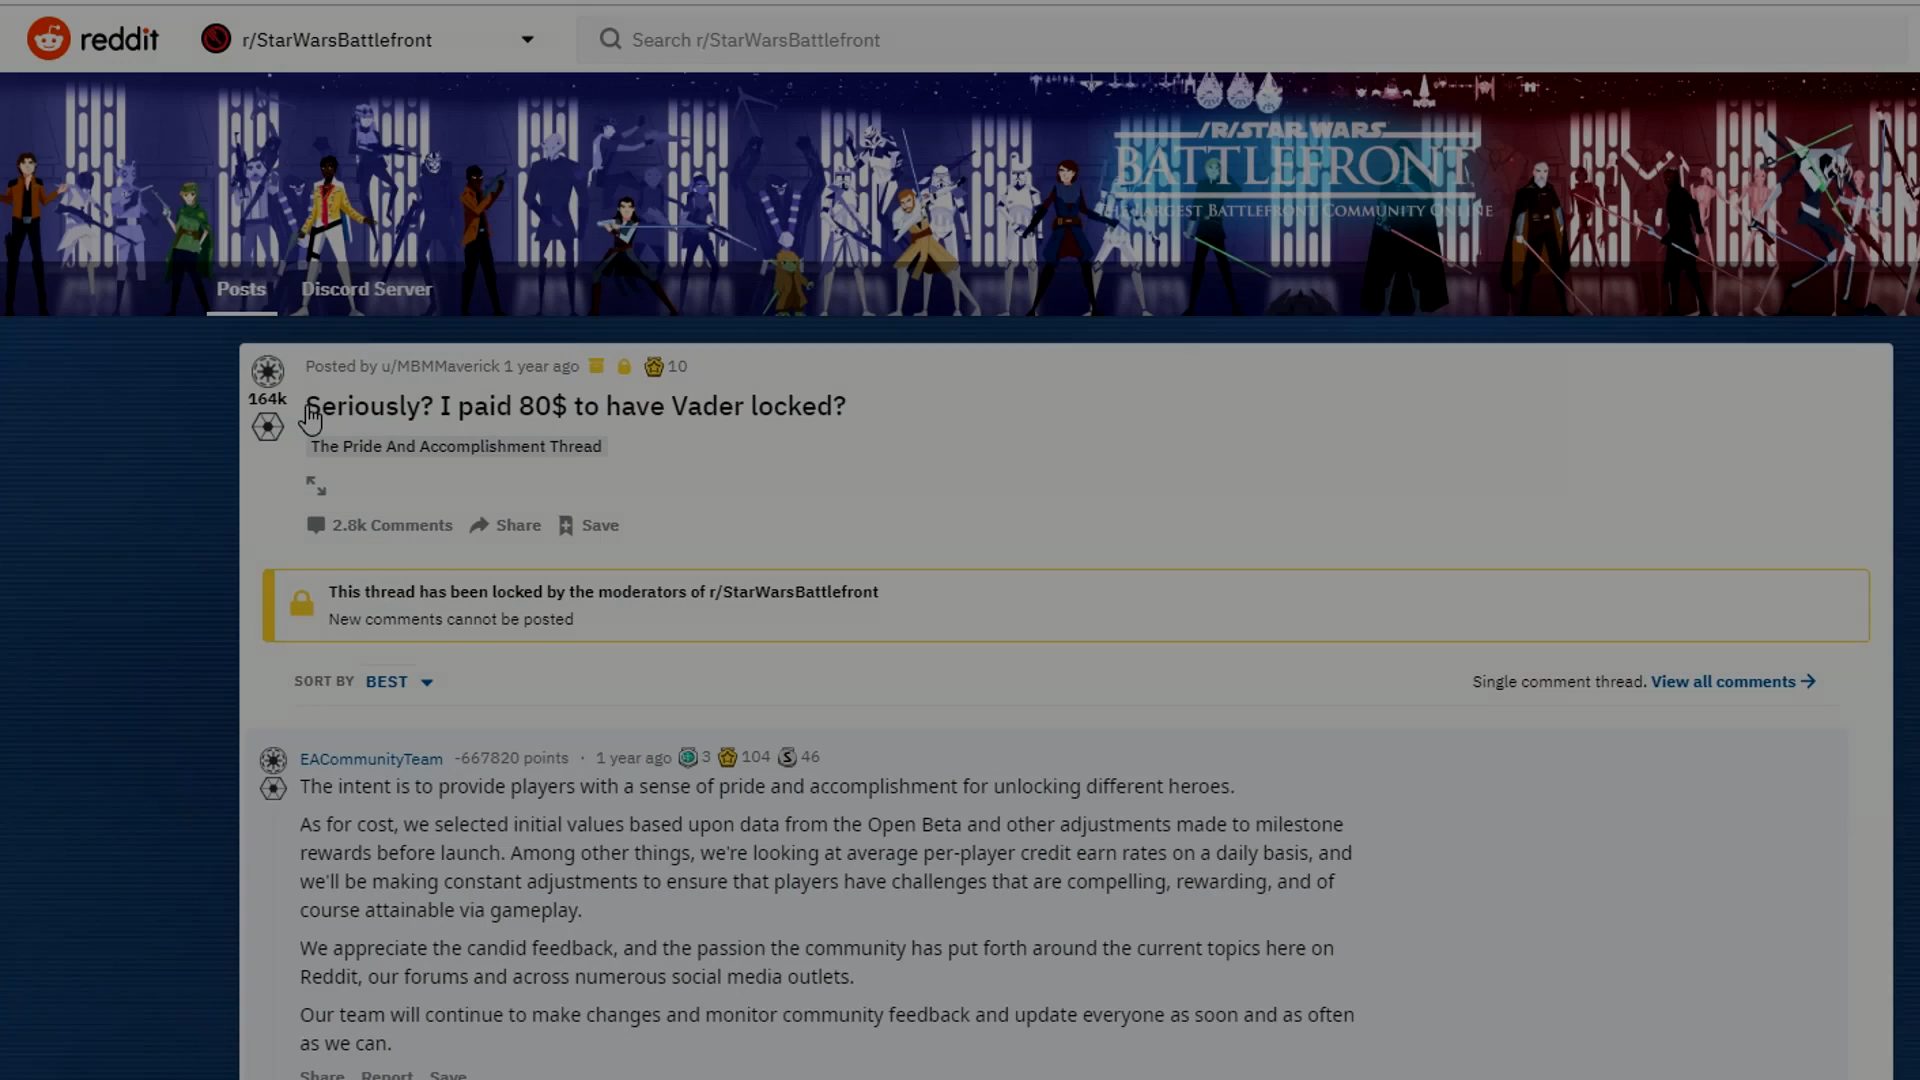 reddit
r/StarWarsBattlefront
Search r/StarWarsBattlefront
/R/STAR WARS
BATTLEFRONT
THE LARGEST BATTLEFRONT COMMUNITY ONLINE
Posts
Discord Server
Posted by u/MBMMaverick 1 year ago
10
164k
Seriously? I paid 80$ to have Vader locked?
The Pride And Accomplishment Thread
2.8k Comments
Share
Save
This thread has been locked by the moderators of r/StarWarsBattlefront
New comments cannot be posted
SORT BY BEST
Single comment thread. View all comments
EACommunityTeam -667820 points · 1 year ago 3 104 S 46
The intent is to provide players with a sense of pride and accomplishment for unlocking different heroes.
As for cost, we selected initial values based upon data from the Open Beta and other adjustments made to milestone
rewards before launch. Among other things, we're looking at average per-player credit earn rates on a daily basis, and
we'll be making constant adjustments to ensure that players have challenges that are compelling, rewarding, and of
course attainable via gameplay.
We appreciate the candid feedback, and the passion the community has put forth around the current topics here on
Reddit, our forums and across numerous social media outlets.
Our team will continue to make changes and monitor community feedback and update everyone as soon and as often
as we can.
Share Report Save